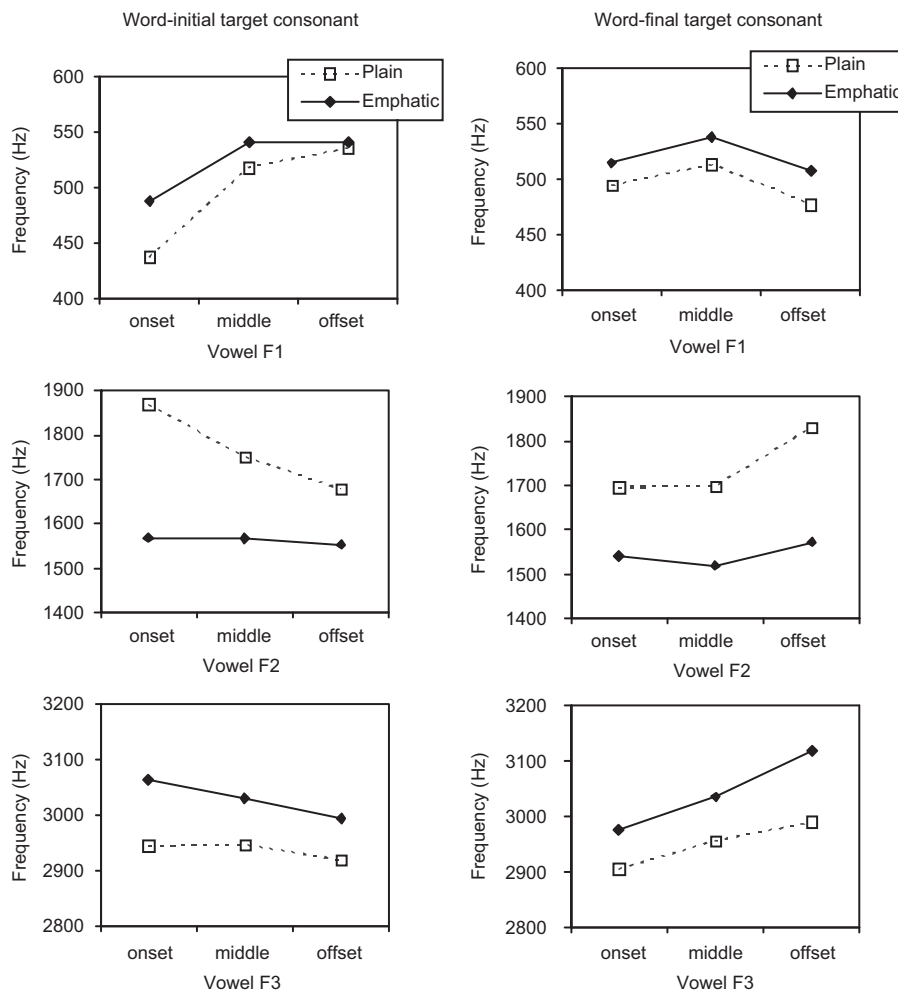 Word-initial target consonant
Word-final target consonant
Plain
Emphatic
600
550
500
450
400
Frequency (Hz)
onset middle offset
Vowel F1
Plain
Emphatic
600
550
500
450
400
Frequency (Hz)
onset middle offset
Vowel F1
1900
1800
1700
1600
1500
1400
Frequency (Hz)
onset middle offset
Vowel F2
1900
1800
1700
1600
1500
1400
Frequency (Hz)
onset middle offset
Vowel F2
3200
3100
3000
2900
2800
Frequency (Hz)
onset middle offset
Vowel F3
3200
3100
3000
2900
2800
Frequency (Hz)
onset middle offset
Vowel F3